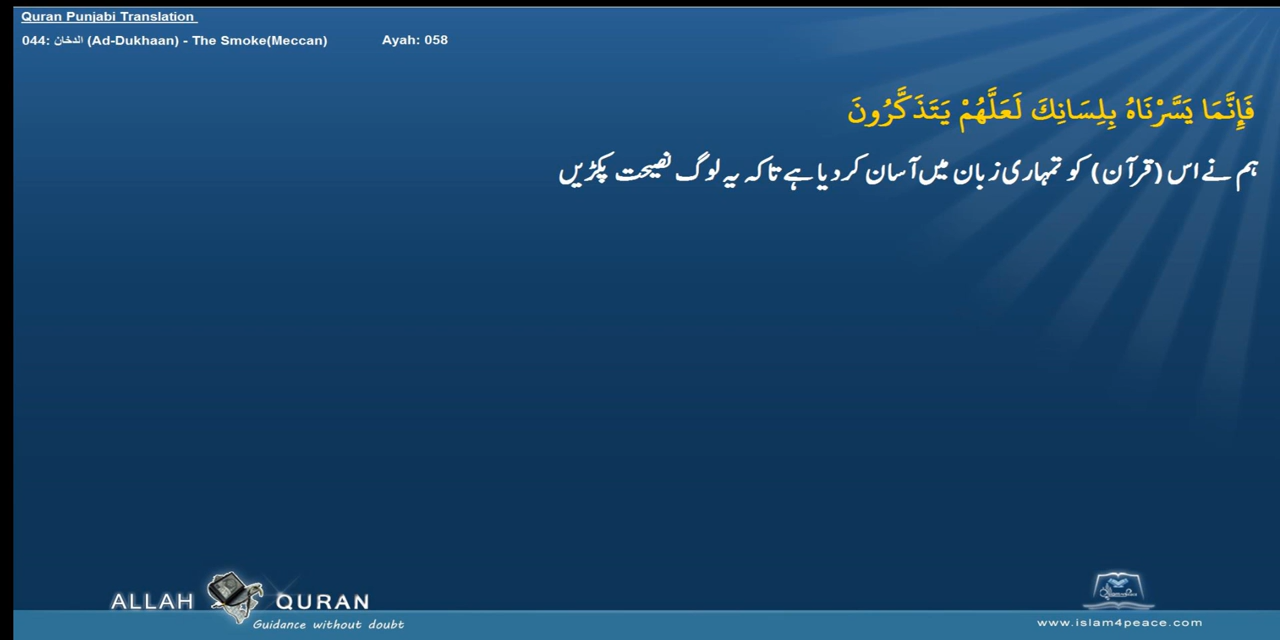 Quran Punjabi Translation
044: الدخان (Ad-Dukhaan) - The Smoke(Meccan) Ayah: 058
فَإِنَّمَا يَسَّرْنَاهُ بِلِسَانِكَ لَعَلَّهُمْ يَتَذَكَّرُونَ
ہم نے اس (قرآن) کو تمہاری زبان میں آسان کردیا ہے تاکہ یہ لوگ نصیحت پکڑیں
ALLAH QURAN
Guidance without doubt
www.islam4peace.com